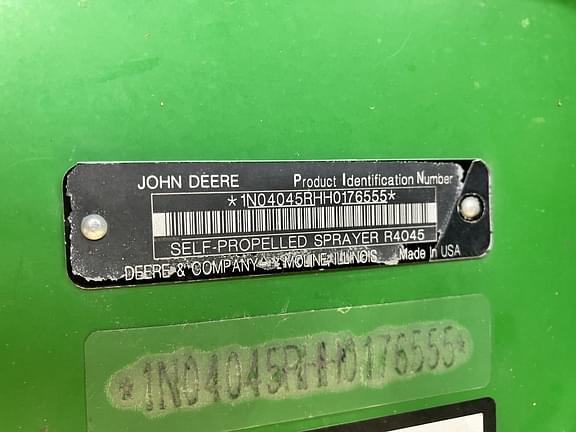 JOHN DEERE Product Identification Number
*1N04045RHH0176555*
SELF-PROPELLED SPRAYER R4045
DEERE & COMPANY MOLINE, ILLINOIS Made In USA
*1N04045RHH0176555*